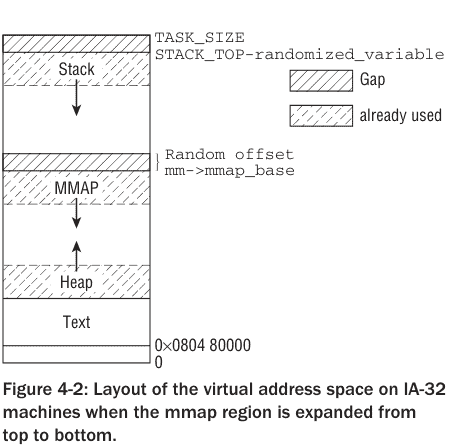 TASK_SIZE
STACK_TOP-randomized_variable
Stack
Gap
already used
Random offset
mm->mmap_base
MMAP
Heap
Text
0×0804 80000
0
Figure 4-2: Layout of the virtual address space on IA-32
machines when the mmap region is expanded from
top to bottom.